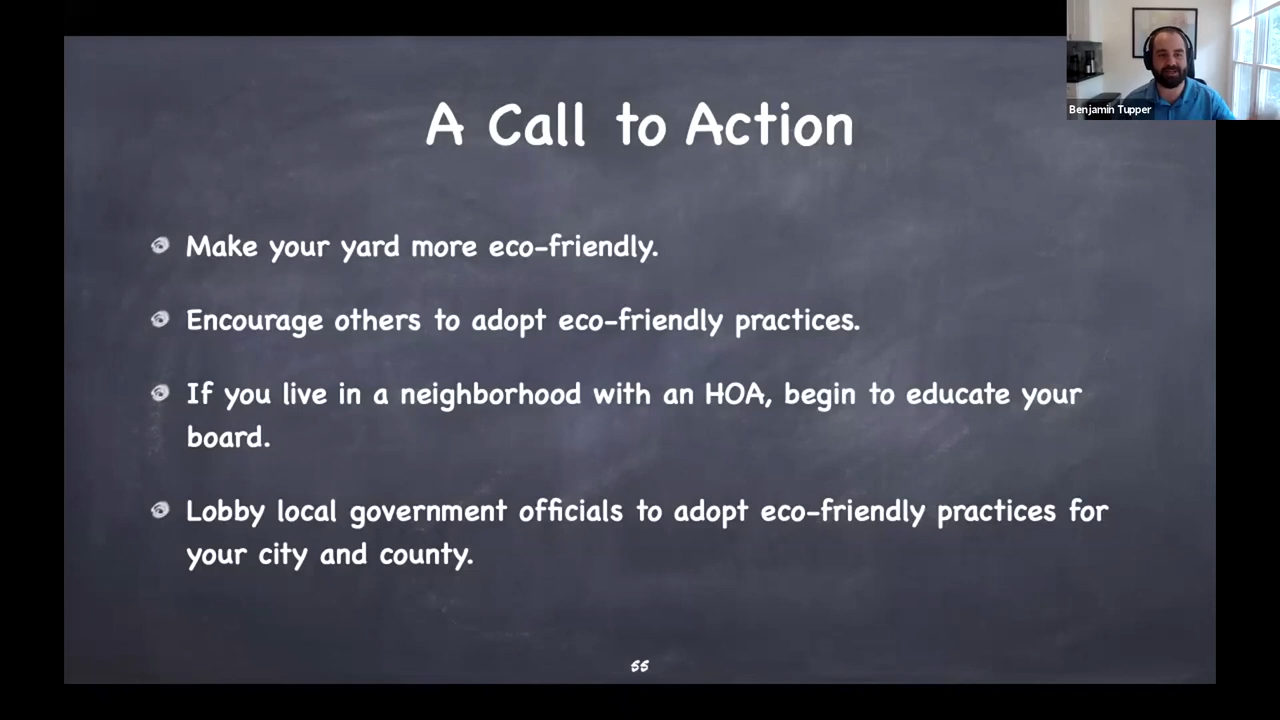 A Call to Action
Benjamin Tupper
Make your yard more eco-friendly.
Encourage others to adopt eco-friendly practices.
If you live in a neighborhood with an HOA, begin to educate your
board.
Lobby local government officials to adopt eco-friendly practices for
your city and county.
55